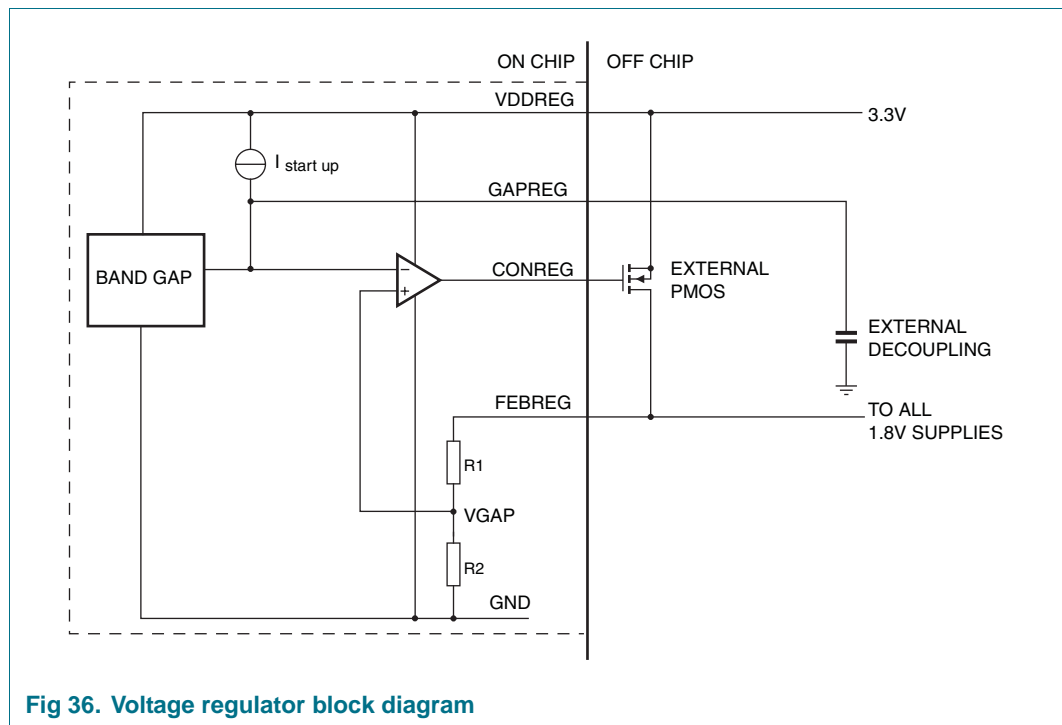 ON CHIP
OFF CHIP
VDDREG
3.3V
I start up
GAPREG
BAND GAP
−
+
CONREG
EXTERNAL
PMOS
EXTERNAL
DECOUPLING
FEBREG
TO ALL
1.8V SUPPLIES
R1
VGAP
R2
GND
Fig 36. Voltage regulator block diagram